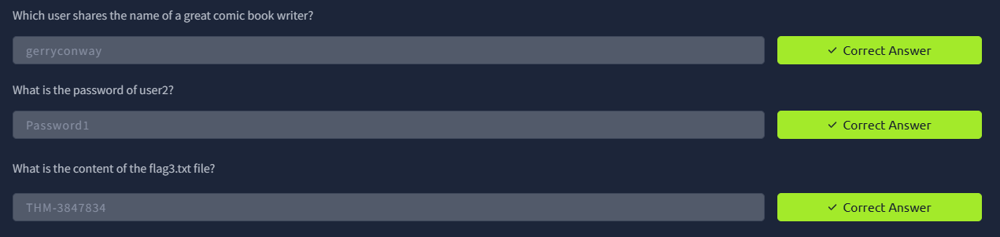 Which user shares the name of a great comic book writer?
gerryconway
✓ Correct Answer
What is the password of user2?
Password1
✓ Correct Answer
What is the content of the flag3.txt file?
THM-3847834
✓ Correct Answer